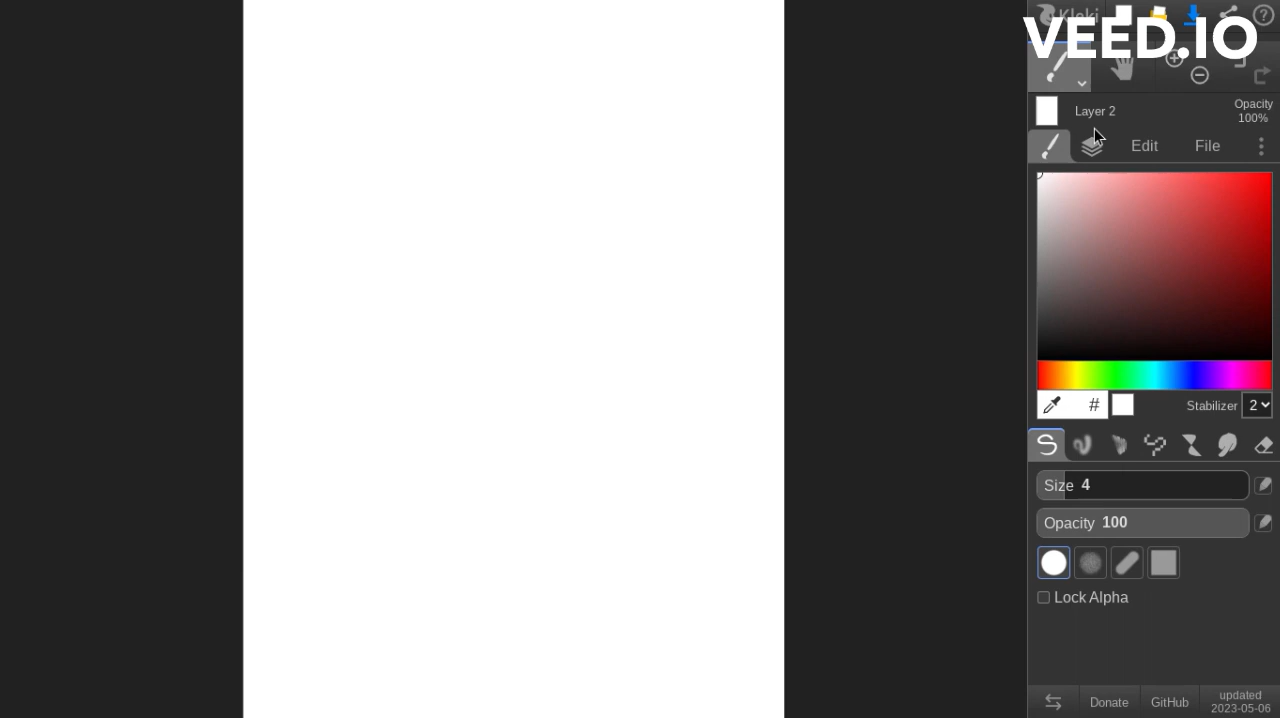 Kleki
VEED.IO
Layer 2
Opacity
100%
Edit
File
#
Stabilizer 2
Size 4
Opacity 100
Lock Alpha
Donate
GitHub
updated
2023-05-06